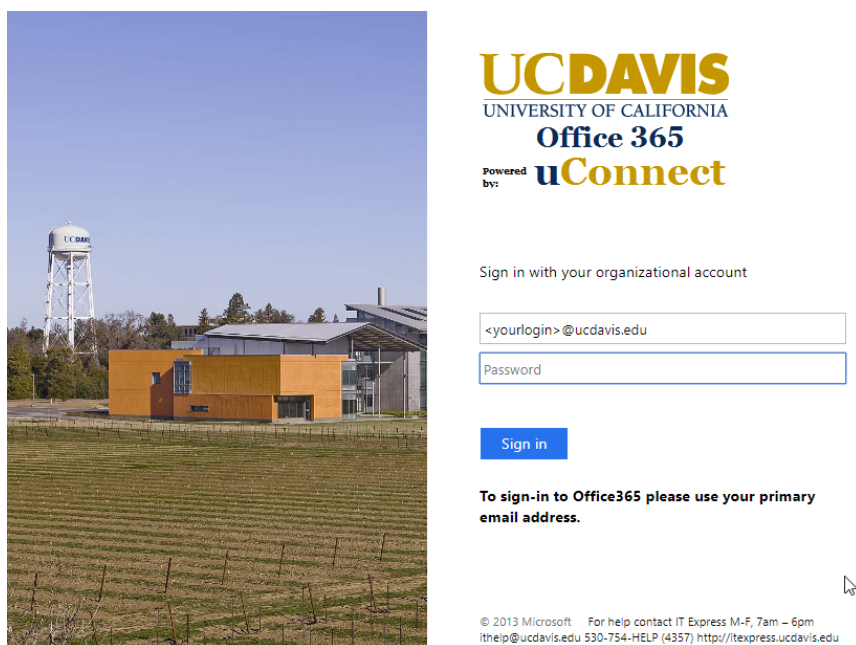 UC DAVIS
UCDAVIS
UNIVERSITY OF CALIFORNIA
Office 365
Powered by: uConnect
Sign in with your organizational account
<yourlogin>@ucdavis.edu
Password
Sign in
To sign-in to Office365 please use your primary
email address.
© 2013 Microsoft For help contact IT Express M-F, 7am – 6pm
ithelp@ucdavis.edu 530-754-HELP (4357) http://itexpress.ucdavis.edu